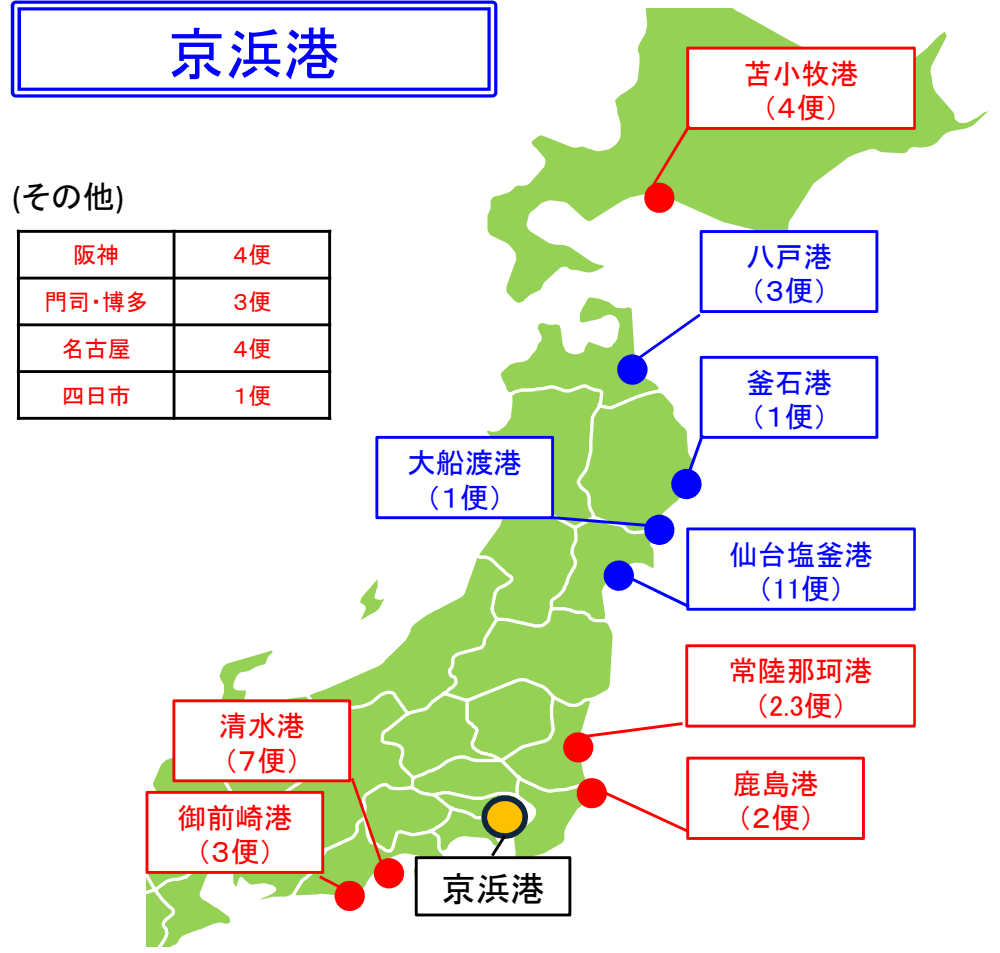 京浜港
苫小牧港
（4便）
(その他)
阪神 4便
門司・博多 3便
名古屋 4便
四日市 1便
八戸港
（3便）
釜石港
（1便）
大船渡港
（1便）
仙台塩釜港
（11便）
常陸那珂港
（2.3便）
清水港
（7便）
鹿島港
（2便）
御前崎港
（3便）
京浜港